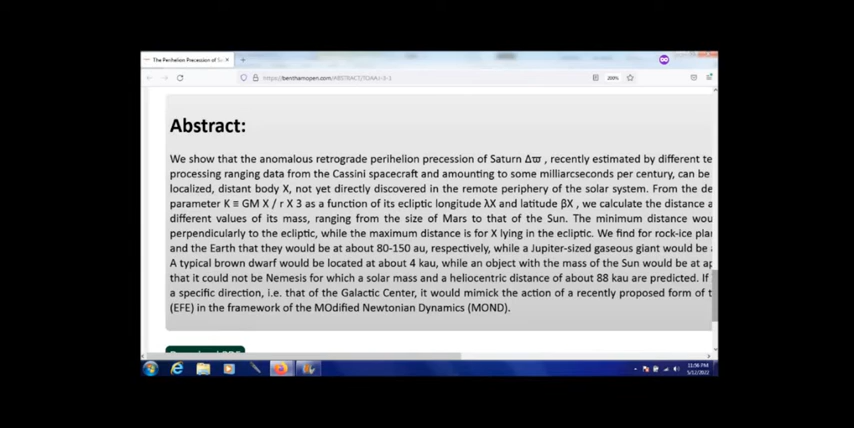 The Perihelion Precession of Sa
https://benthamopen.com/ABSTRACT/TOAAJ-3-1
200%
Abstract:
We show that the anomalous retrograde perihelion precession of Saturn Δϖ , recently estimated by different te
processing ranging data from the Cassini spacecraft and amounting to some milliarcseconds per century, can be
localized, distant body X, not yet directly discovered in the remote periphery of the solar system. From the de
parameter K ≡ GM X / r X 3 as a function of its ecliptic longitude λX and latitude βX , we calculate the distance a
different values of its mass, ranging from the size of Mars to that of the Sun. The minimum distance wou
perpendicularly to the ecliptic, while the maximum distance is for X lying in the ecliptic. We find for rock-ice plan
and the Earth that they would be at about 80-150 au, respectively, while a Jupiter-sized gaseous giant would be a
A typical brown dwarf would be located at about 4 kau, while an object with the mass of the Sun would be at ap
that it could not be Nemesis for which a solar mass and a heliocentric distance of about 88 kau are predicted. If
a specific direction, i.e. that of the Galactic Center, it would mimick the action of a recently proposed form of t
(EFE) in the framework of the MOdified Newtonian Dynamics (MOND).
11:06 PM
5/12/2022